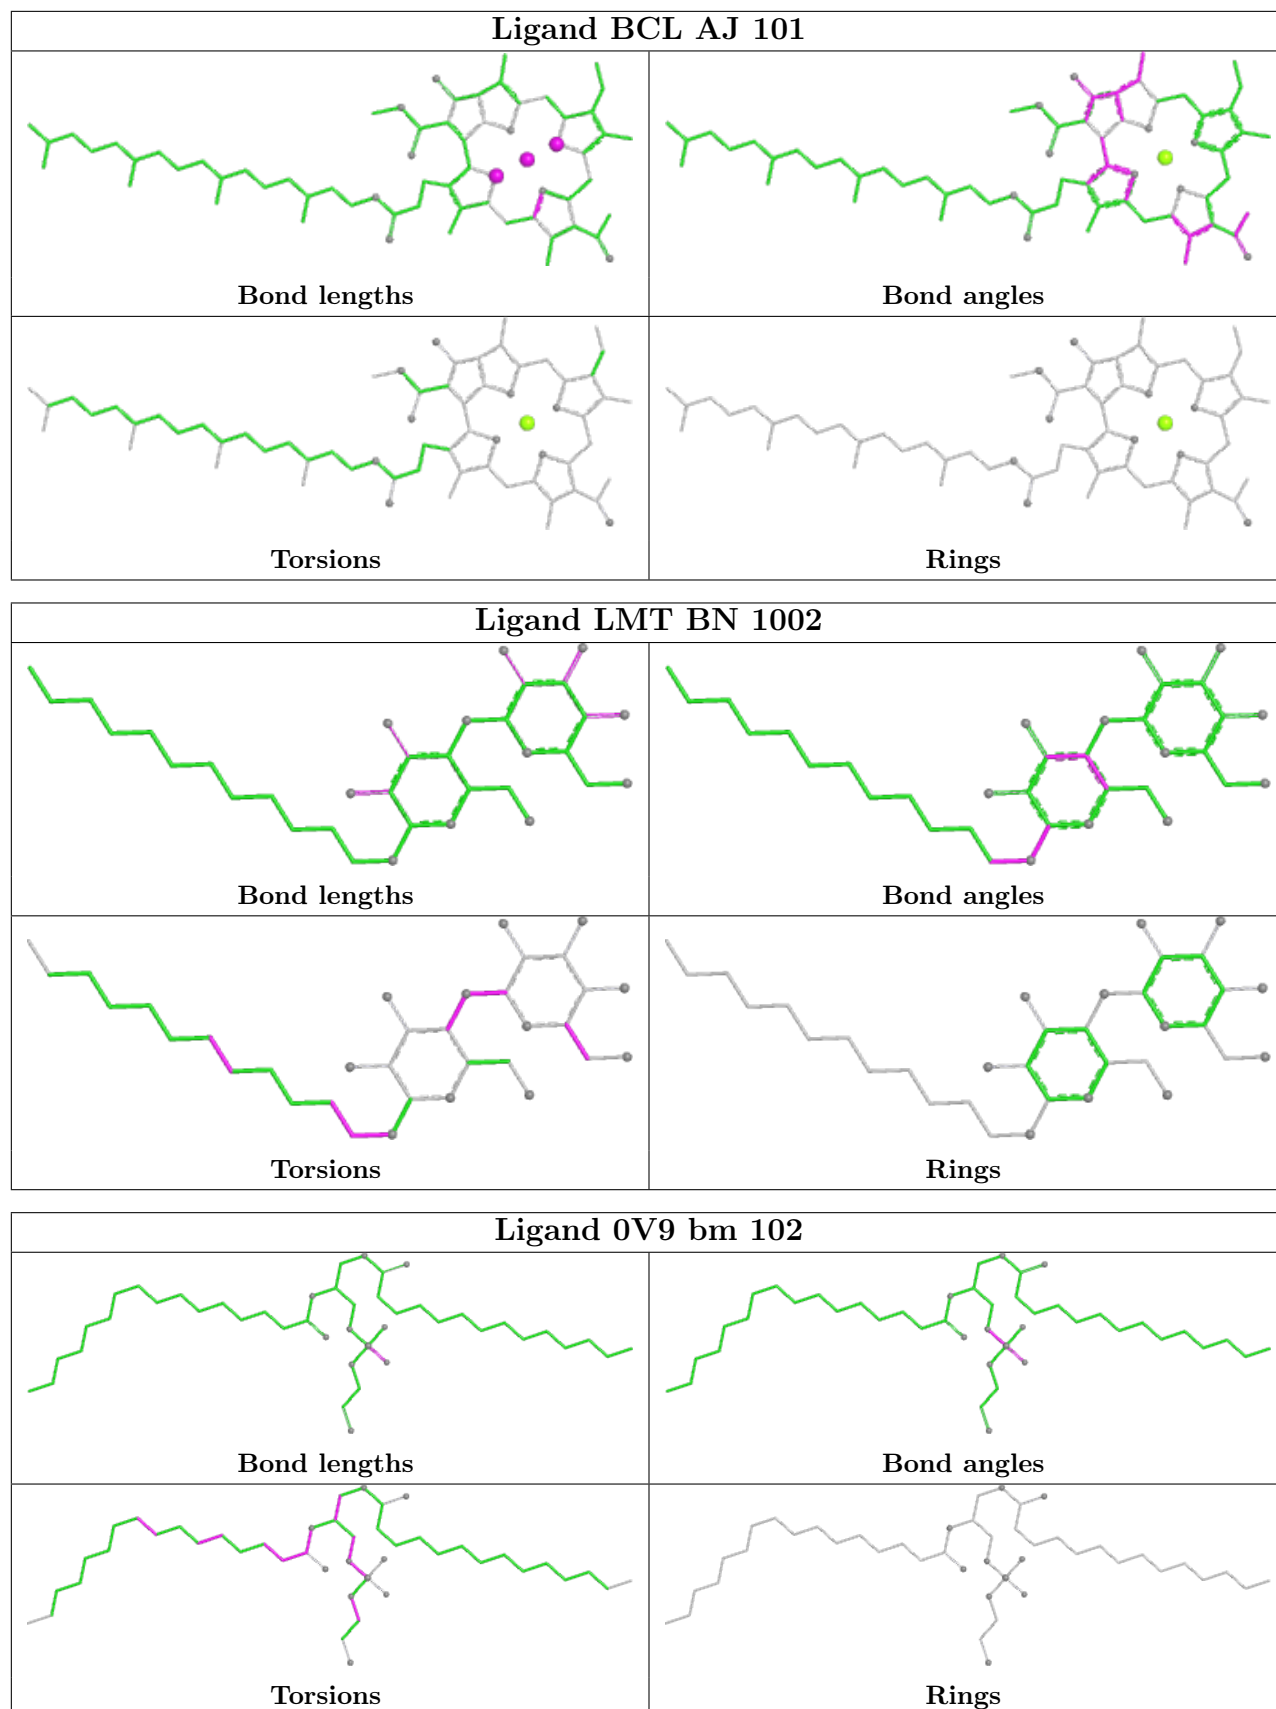 Ligand BCL AJ 101
Bond lengths
Bond angles
Torsions
Rings
Ligand LMT BN 1002
Bond lengths
Bond angles
Torsions
Rings
Ligand 0V9 bm 102
Bond lengths
Bond angles
Torsions
Rings